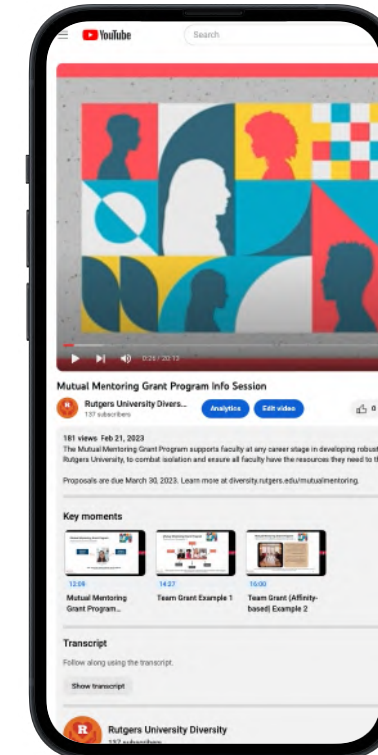 YouTube
Search
0:26 / 20:12
Mutual Mentoring Grant Program Info Session
Rutgers University Divers...
137 subscribers
Analytics
Edit video
0
181 views Feb 21, 2023
The Mutual Mentoring Grant Program supports faculty at any career stage in developing robust
Rutgers University, to combat isolation and ensure all faculty have the resources they need to th
Proposals are due March 30, 2023. Learn more at diversity.rutgers.edu/mutualmentoring.
Key moments
12:09
Mutual Mentoring
Grant Program...
14:27
Team Grant Example 1
16:00
Team Grant (Affinity-
based) Example 2
Transcript
Follow along using the transcript.
Show transcript
R
Rutgers University Diversity
137 subscribers